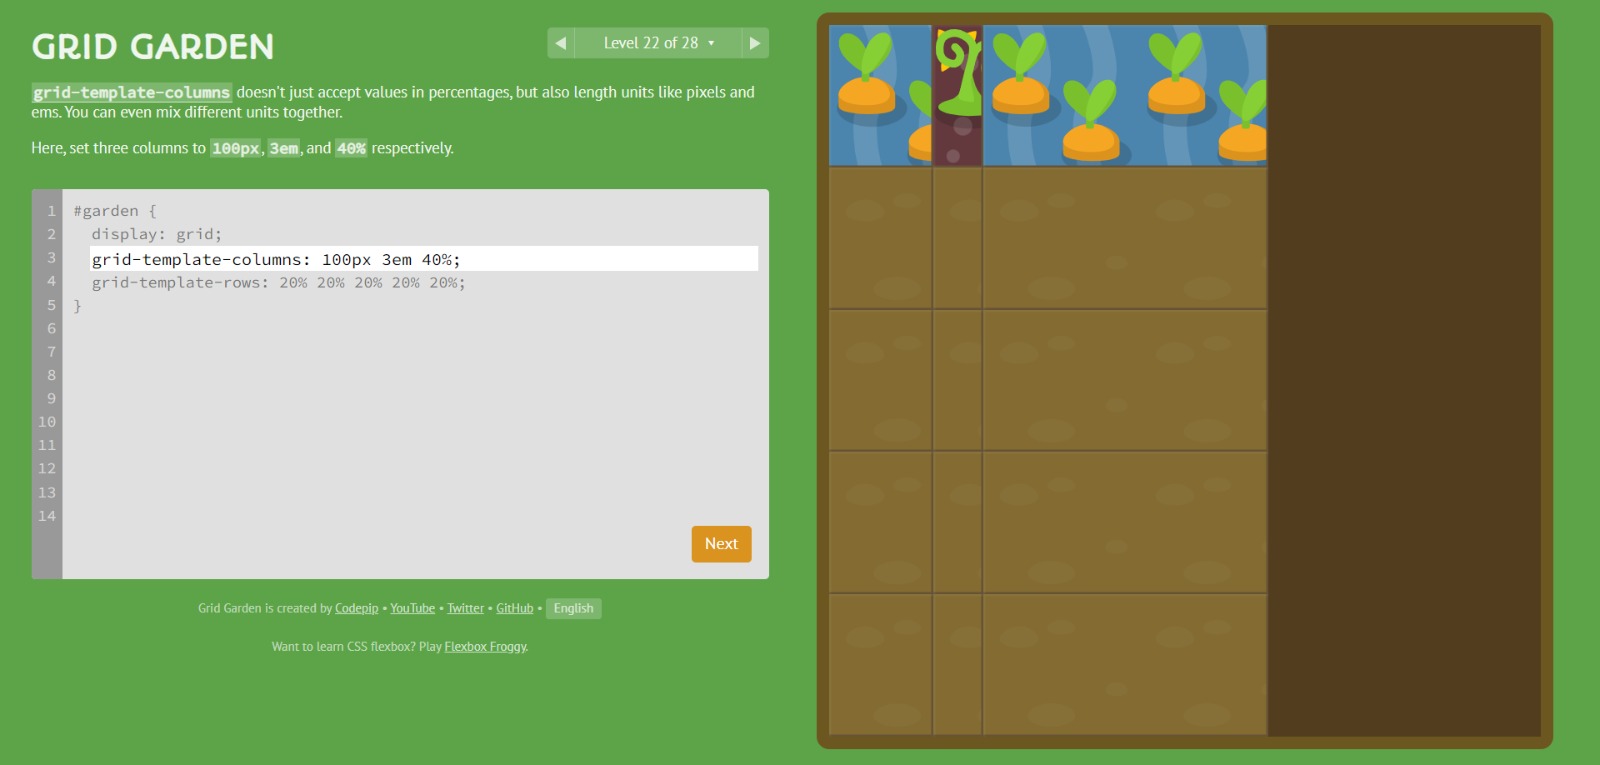 GRID GARDEN
◀ Level 22 of 28 ▾ ▶
grid-template-columns doesn't just accept values in percentages, but also length units like pixels and
ems. You can even mix different units together.
Here, set three columns to 100px, 3em, and 40% respectively.
1 #garden {
2   display: grid;
3   grid-template-columns: 100px 3em 40%;
4   grid-template-rows: 20% 20% 20% 20% 20%;
5 }
6
7
8
9
10
11
12
13
14
Next
Grid Garden is created by Codepip • YouTube • Twitter • GitHub • English
Want to learn CSS flexbox? Play Flexbox Froggy.